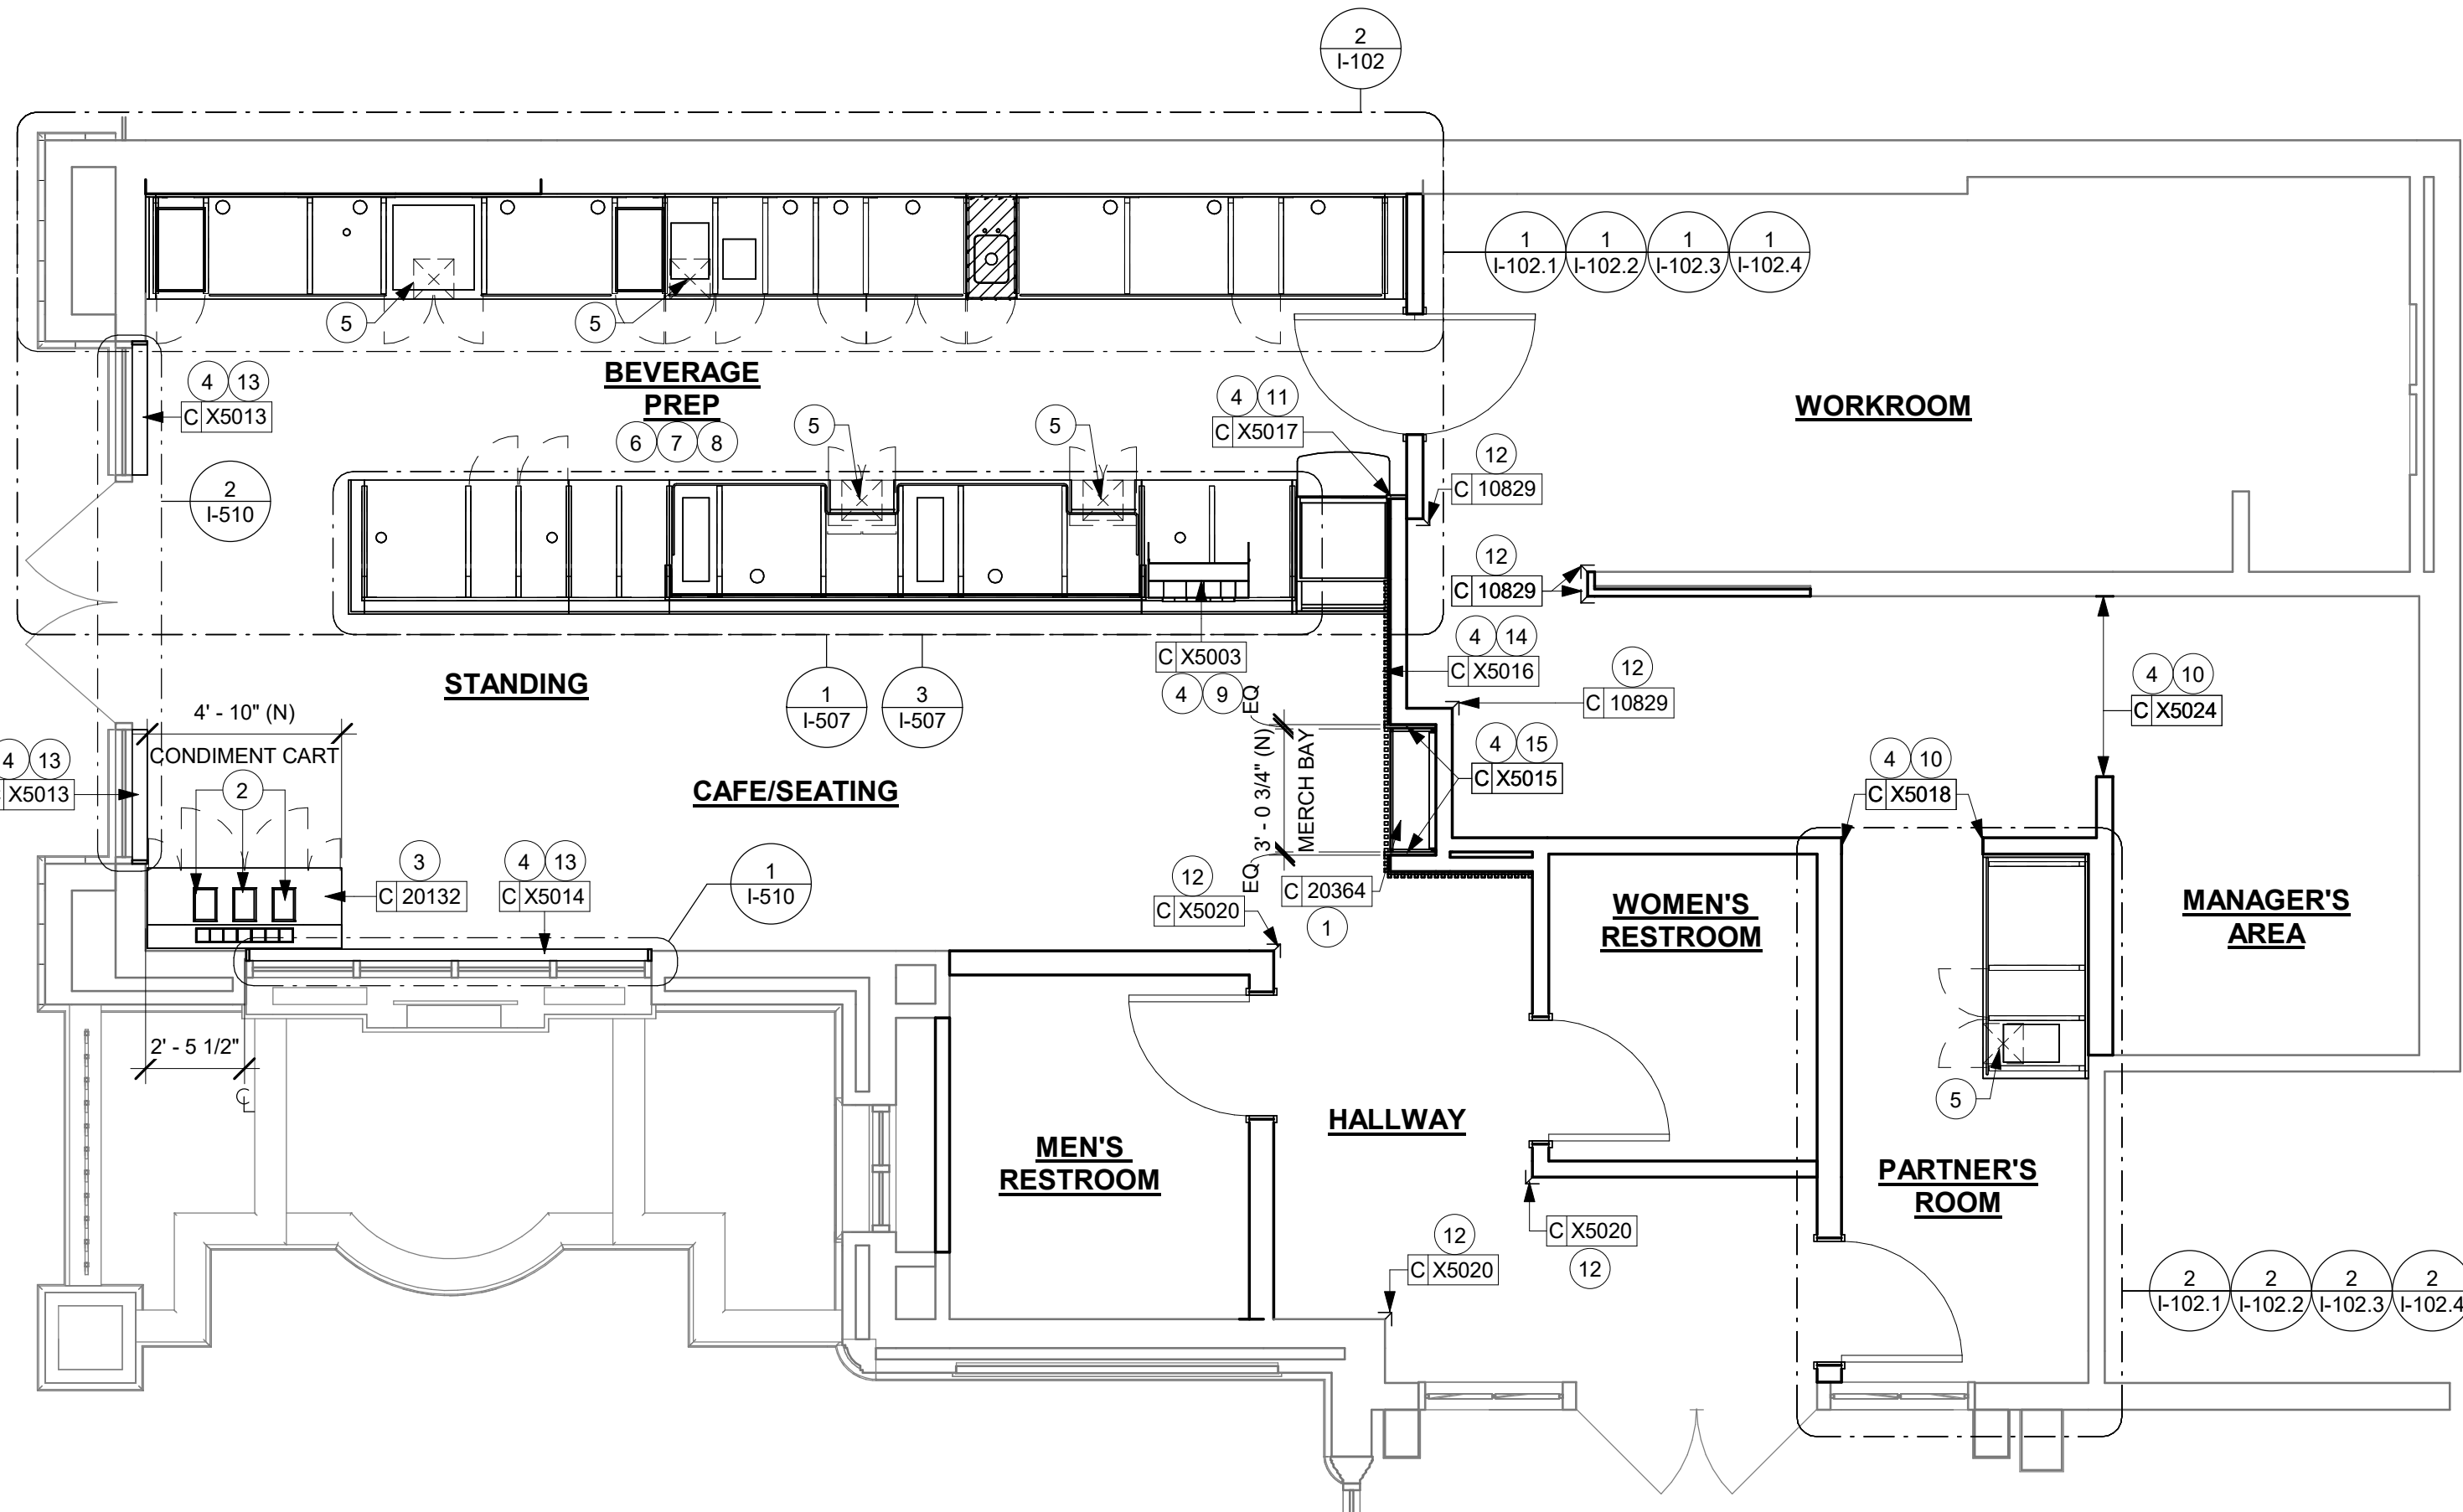 2
I-102
1
I-102.1
1
I-102.2
1
I-102.3
1
I-102.4
5
5
BEVERAGE
PREP
6 7 8
4 13
C X5013
4 11
C X5017
WORKROOM
5
5
12
C 10829
2
I-510
12
C 10829
4 14
C X5016
C X5003
4 9
12
C 10829
4 10
C X5024
STANDING
1
I-507
3
I-507
4' - 10" (N)
CONDIMENT CART
2
4 13
X5013
EQ
3' - 0 3/4" (N)
MERCH BAY
EQ
4 15
C X5015
4 10
C X5018
CAFE/SEATING
3
C 20132
4 13
C X5014
1
I-510
12
C X5020
C 20364
1
WOMEN'S
RESTROOM
MANAGER'S
AREA
2' - 5 1/2"
5
HALLWAY
MEN'S
RESTROOM
PARTNER'S
ROOM
12
C X5020
C X5020
12
2
I-102.1
2
I-102.2
2
I-102.3
2
I-102.4